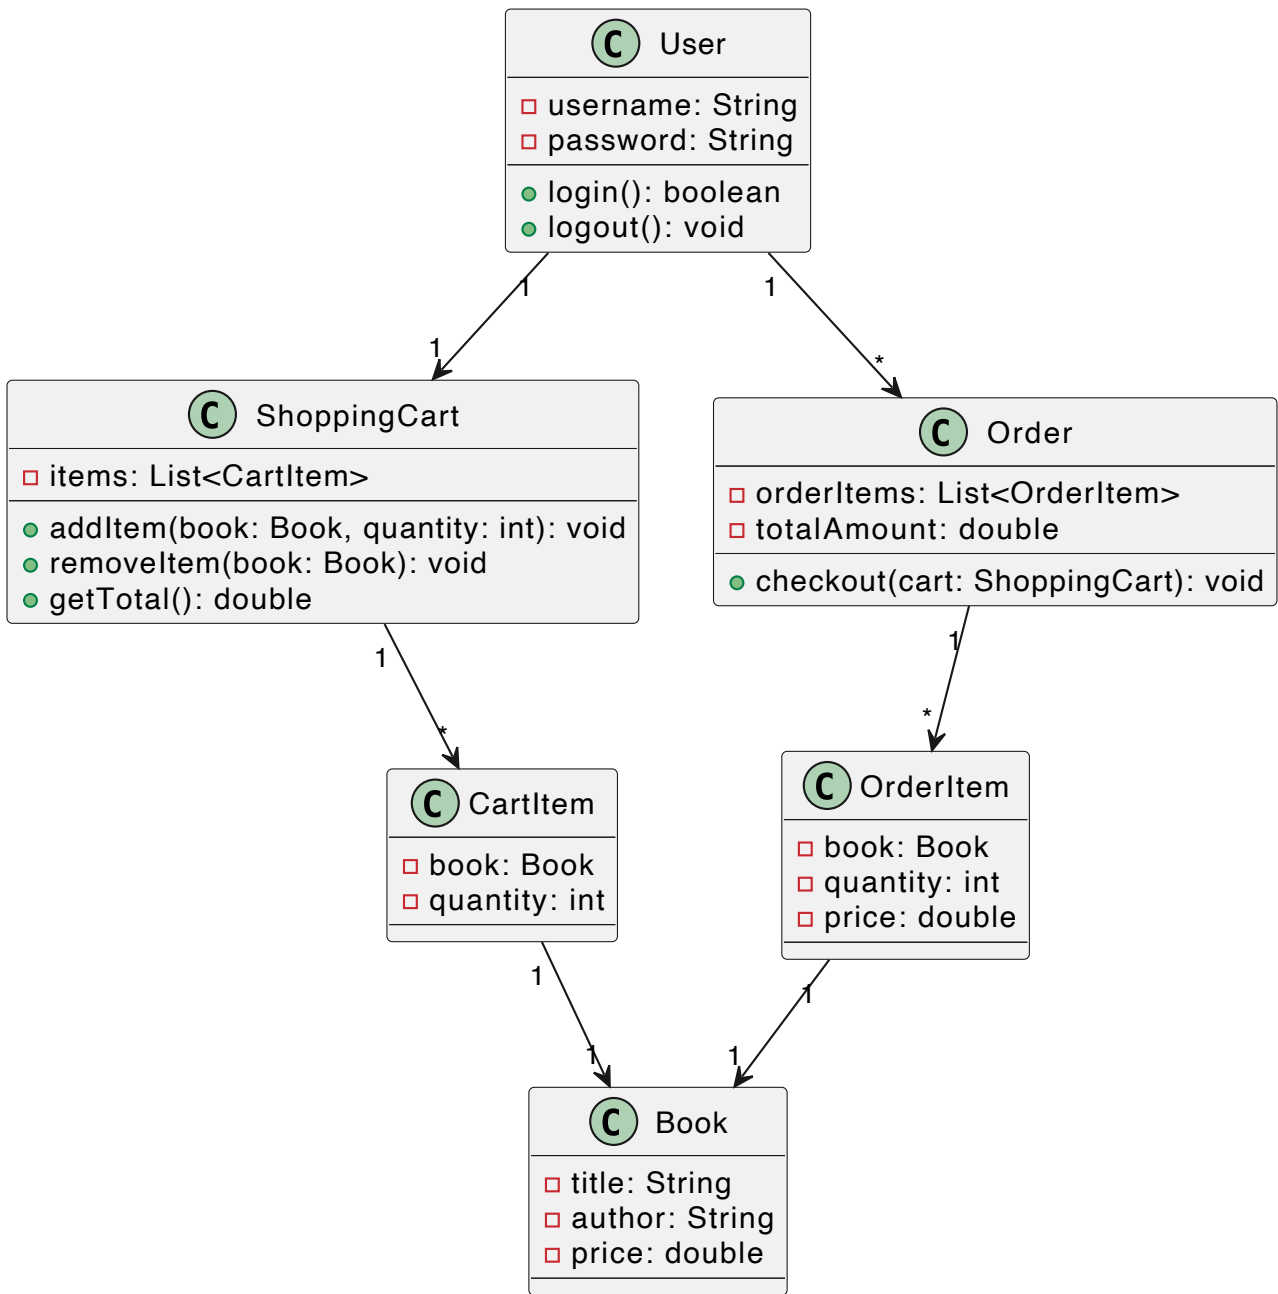 C User
username: String
password: String
login(): boolean
logout(): void
1
1
1
*
C ShoppingCart
items: List<CartItem>
addItem(book: Book, quantity: int): void
removeItem(book: Book): void
getTotal(): double
C Order
orderItems: List<OrderItem>
totalAmount: double
checkout(cart: ShoppingCart): void
1
*
1
*
C CartItem
book: Book
quantity: int
C OrderItem
book: Book
quantity: int
price: double
1
1
1
1
C Book
title: String
author: String
price: double